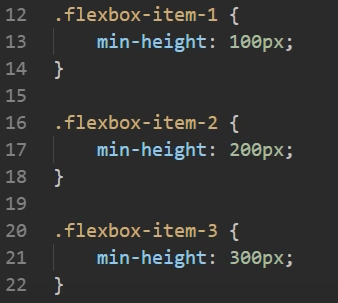 12 .flexbox-item-1 {
13     min-height: 100px;
14 }
15
16 .flexbox-item-2 {
17     min-height: 200px;
18 }
19
20 .flexbox-item-3 {
21     min-height: 300px;
22 }